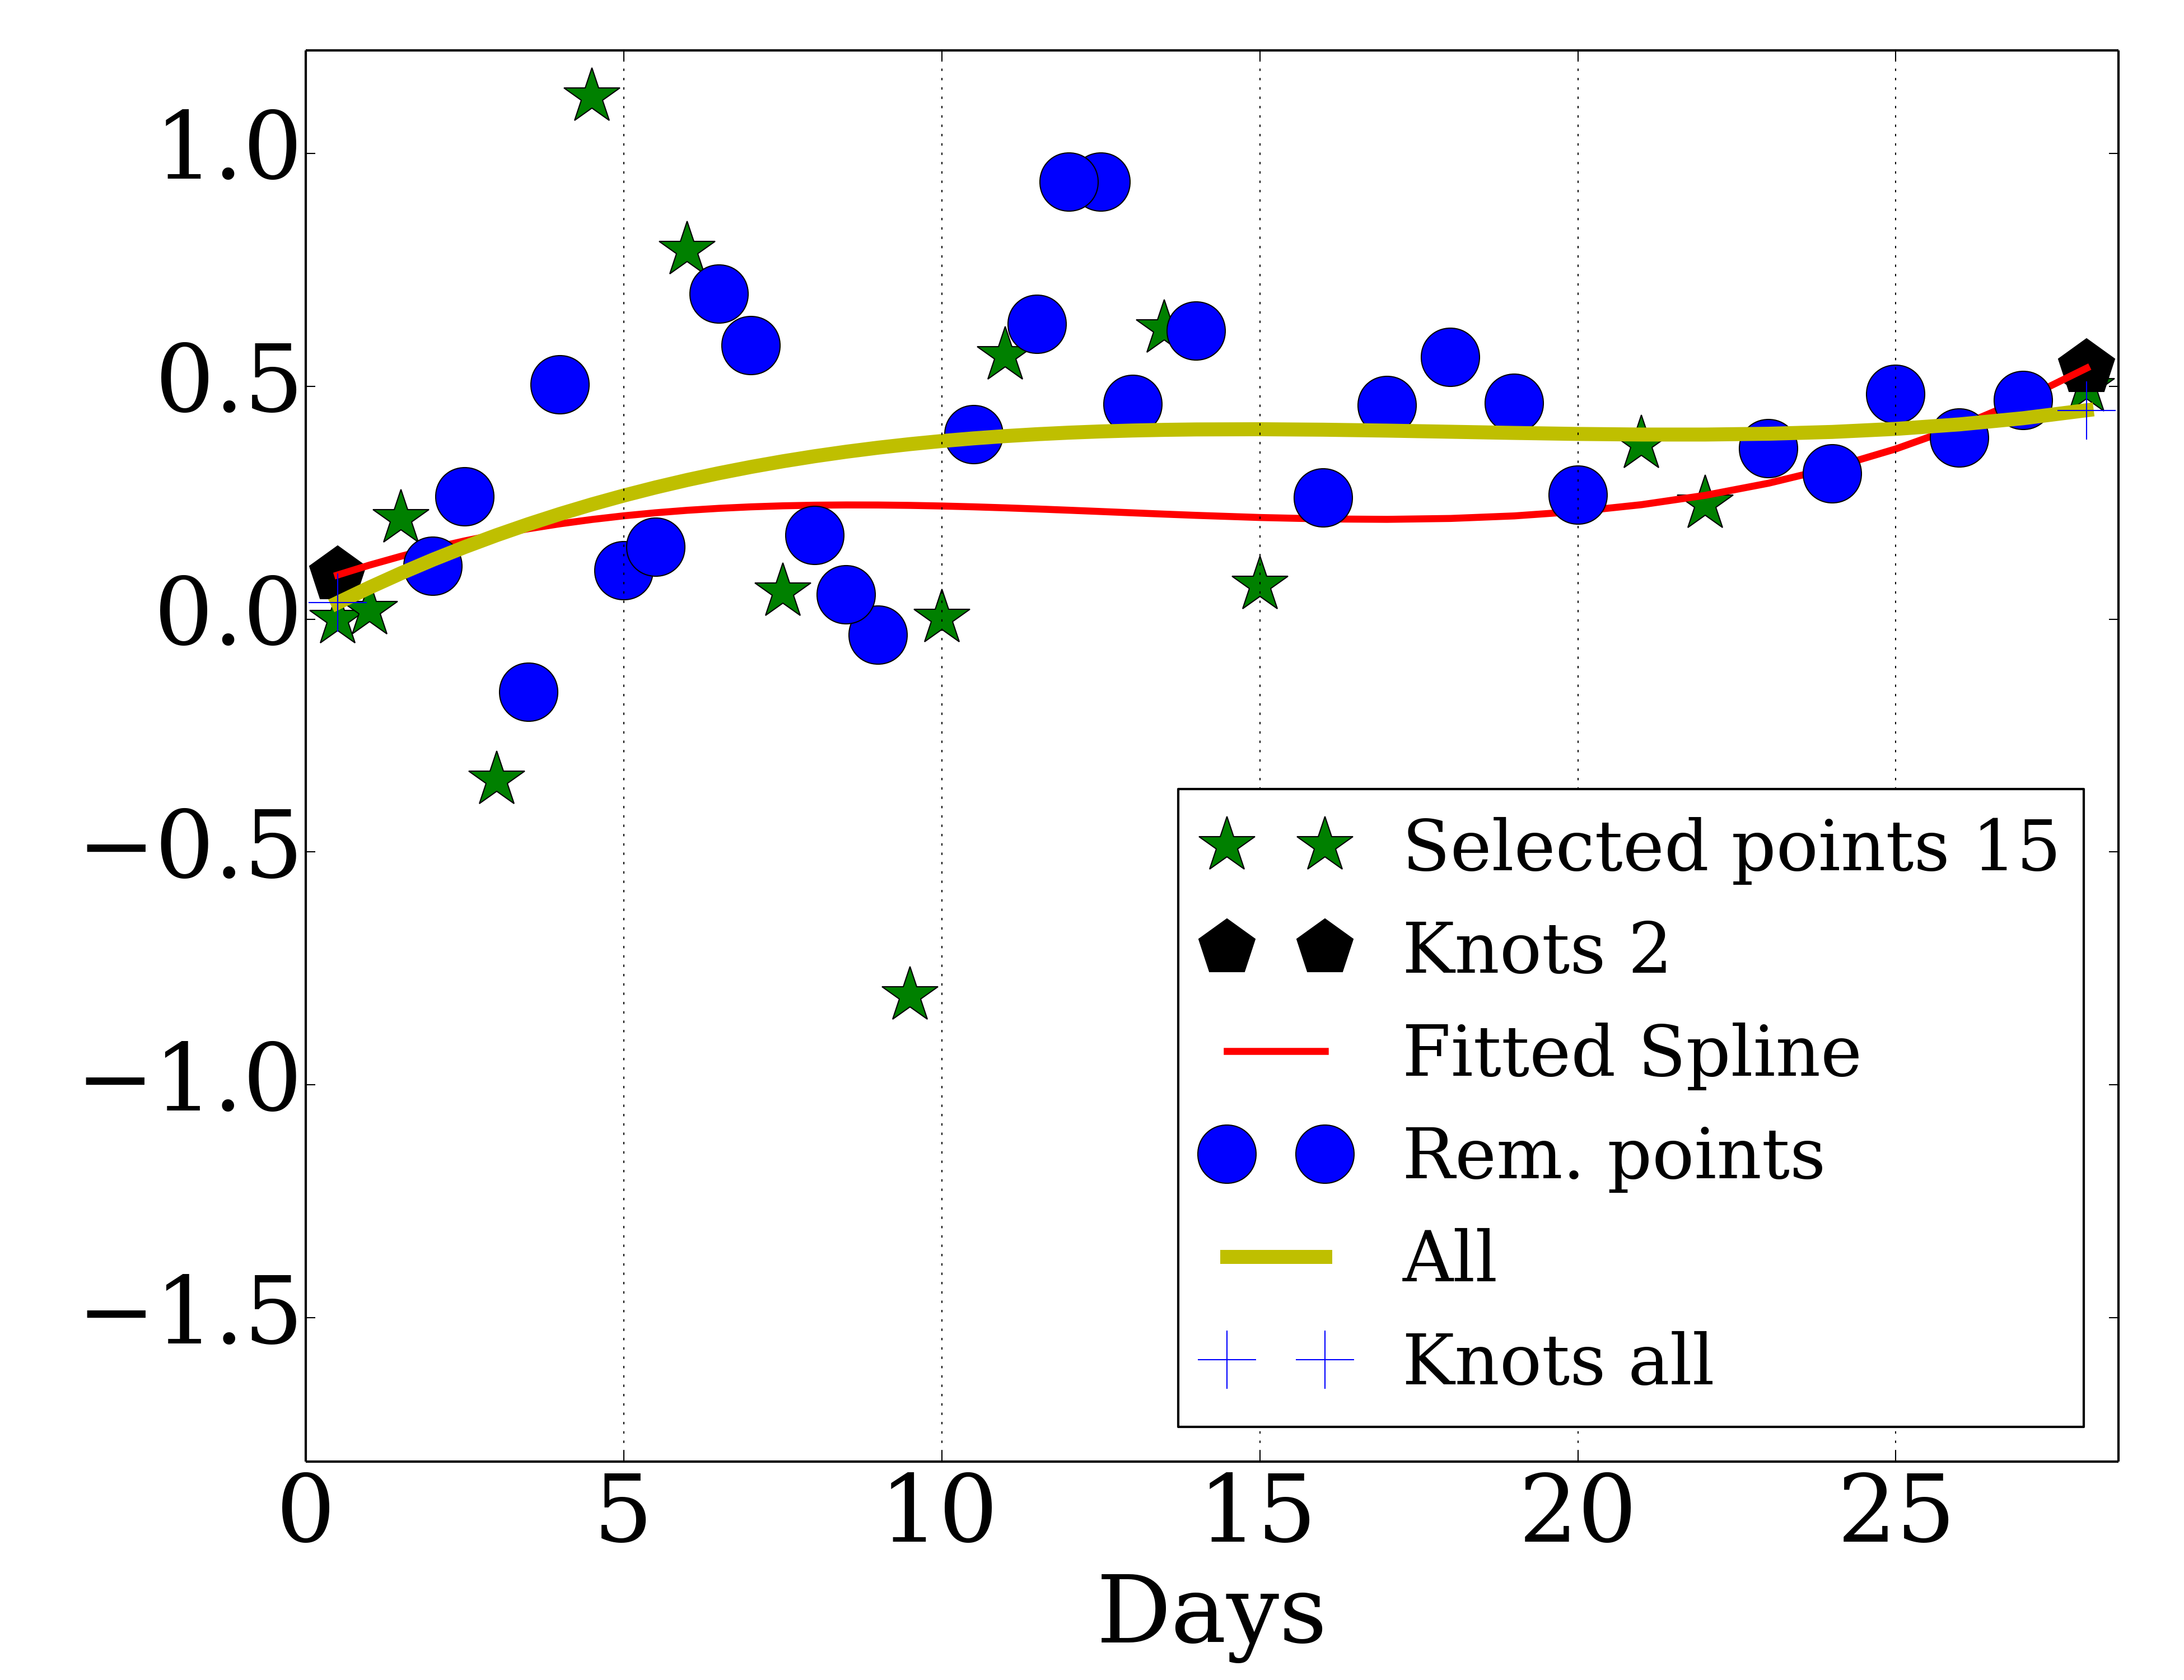 1.0
0.5
0.0
−0.5
−1.0
−1.5
0 5 10 15 20 25
Days
Selected points 15
Knots 2
Fitted Spline
Rem. points
All
Knots all